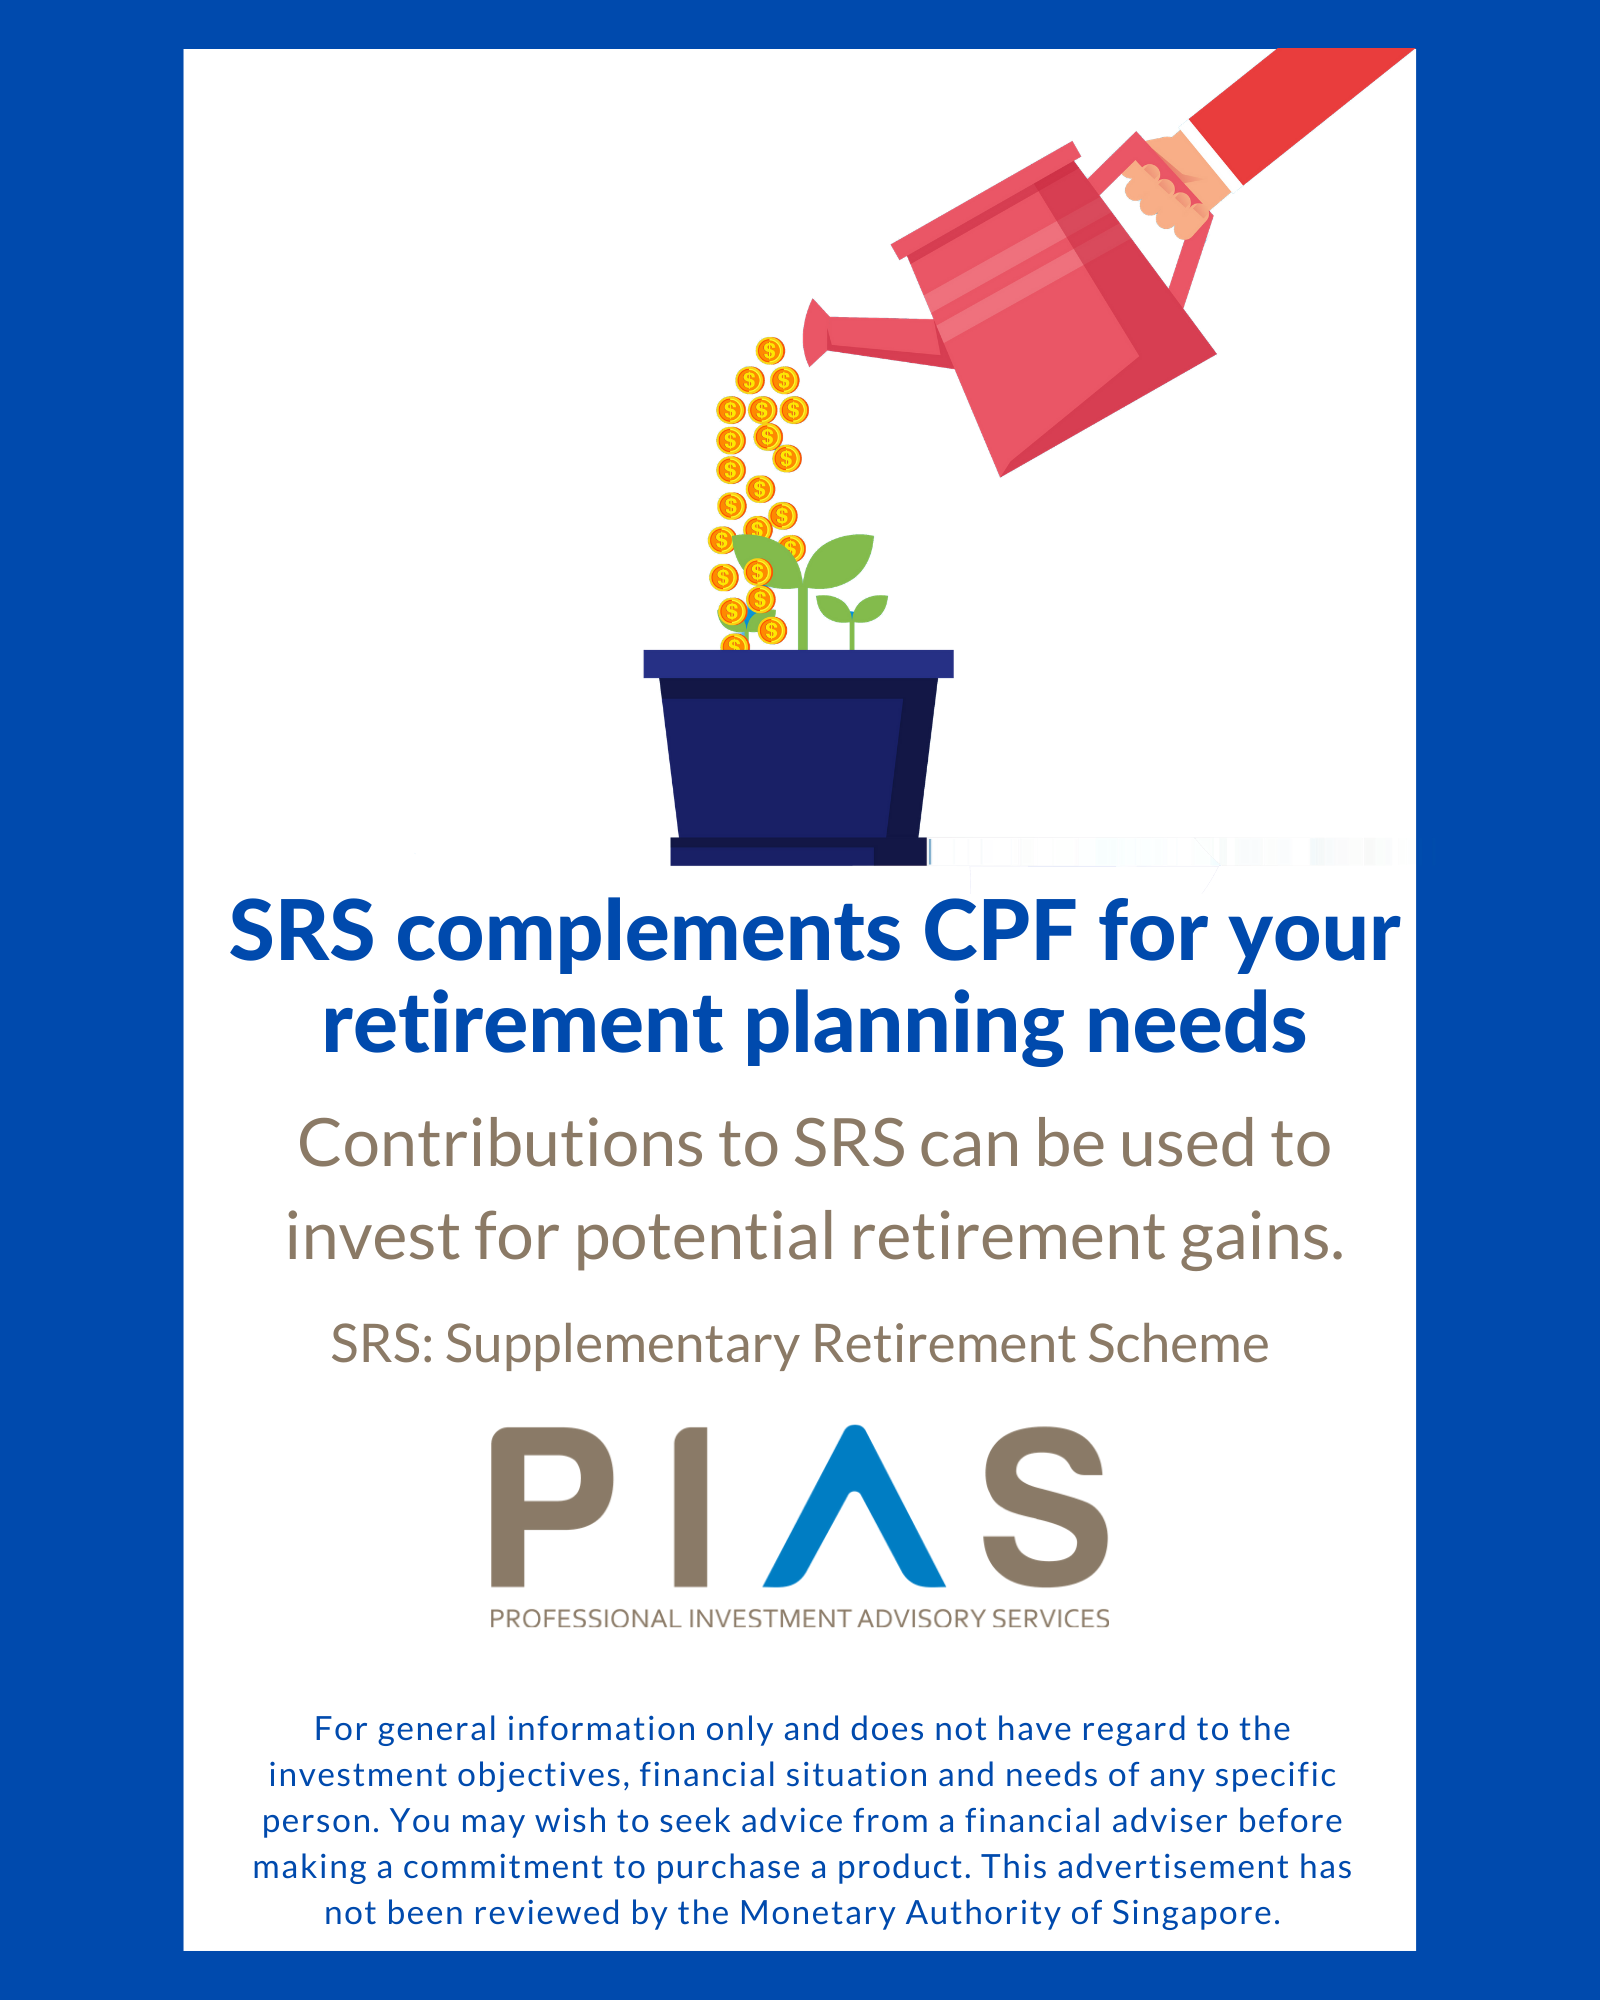 SRS complements CPF for your
retirement planning needs
Contributions to SRS can be used to
invest for potential retirement gains.
SRS: Supplementary Retirement Scheme
PIAS
PROFESSIONAL INVESTMENT ADVISORY SERVICES
For general information only and does not have regard to the
investment objectives, financial situation and needs of any specific
person. You may wish to seek advice from a financial adviser before
making a commitment to purchase a product. This advertisement has
not been reviewed by the Monetary Authority of Singapore.